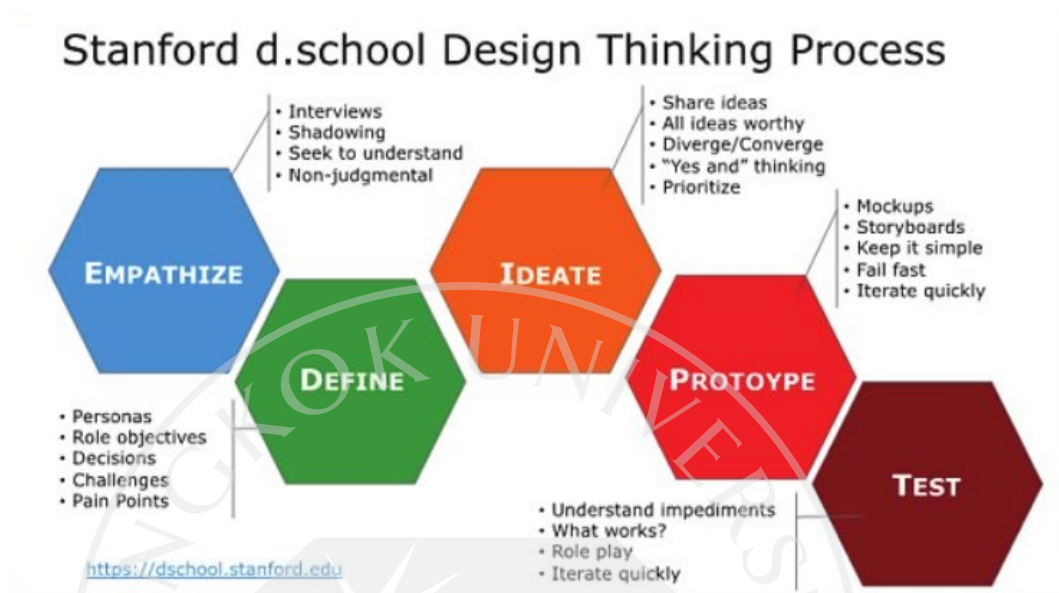 Stanford d.school Design Thinking Process
• Interviews
• Shadowing
• Seek to understand
• Non-judgmental
• Share ideas
• All ideas worthy
• Diverge/Converge
• “Yes and” thinking
• Prioritize
• Mockups
• Storyboards
• Keep it simple
• Fail fast
• Iterate quickly
EMPATHIZE
IDEATE
DEFINE
PROTOYPE
TEST
• Personas
• Role objectives
• Decisions
• Challenges
• Pain Points
• Understand impediments
• What works?
• Role play
• Iterate quickly
https://dschool.stanford.edu
NGKOK UNIVERS